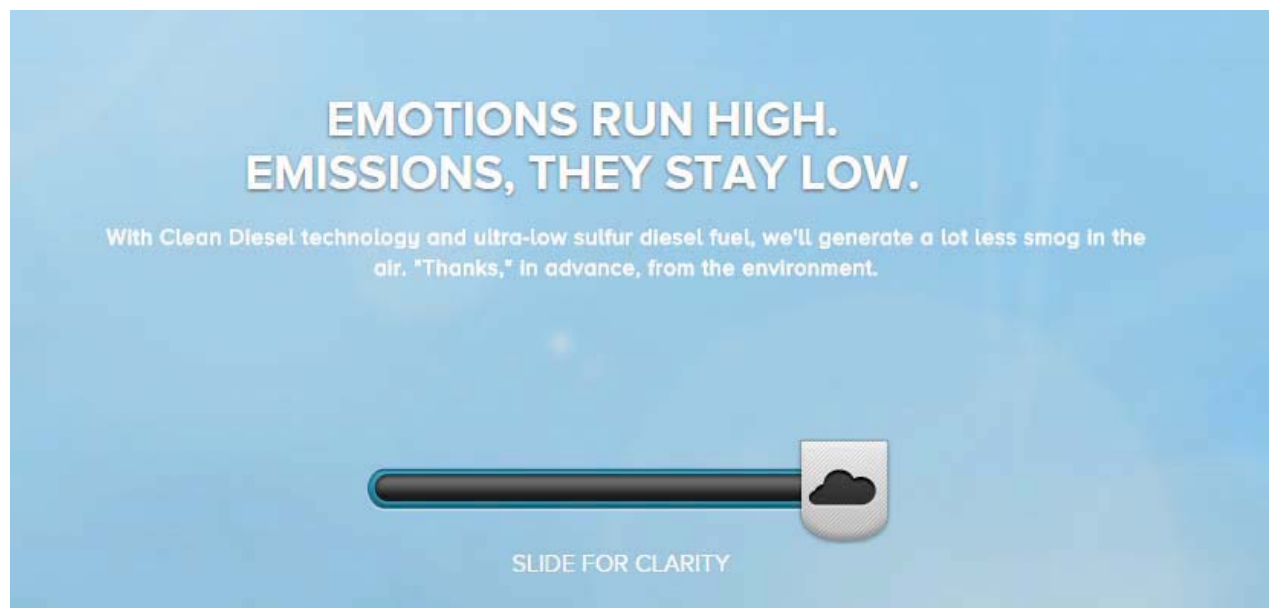 EMOTIONS RUN HIGH.
EMISSIONS, THEY STAY LOW.
With Clean Diesel technology and ultra-low sulfur diesel fuel, we'll generate a lot less smog in the
air. "Thanks," in advance, from the environment.
SLIDE FOR CLARITY